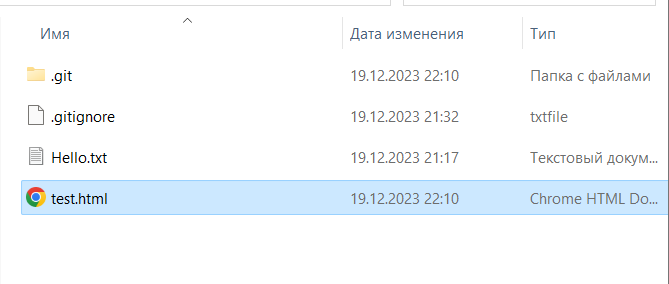 Имя Дата изменения Тип
.git 19.12.2023 22:10 Папка с файлами
.gitignore 19.12.2023 21:32 txtfile
Hello.txt 19.12.2023 21:17 Текстовый докум...
test.html 19.12.2023 22:10 Chrome HTML Do...